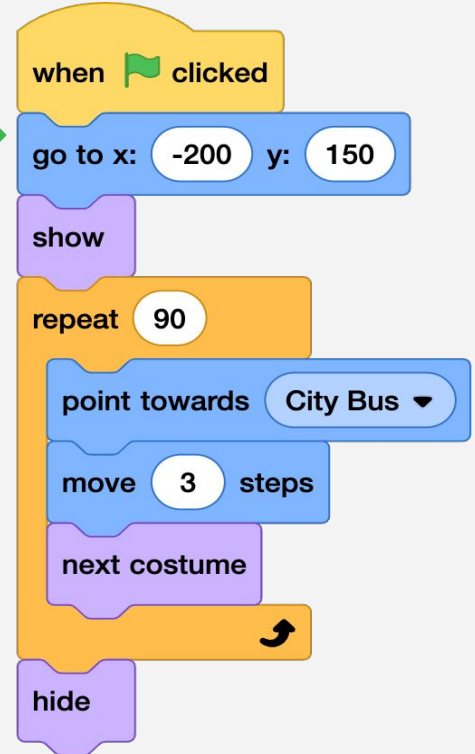 when clicked
go to x: -200 y: 150
show
repeat 90
point towards City Bus
move 3 steps
next costume
hide